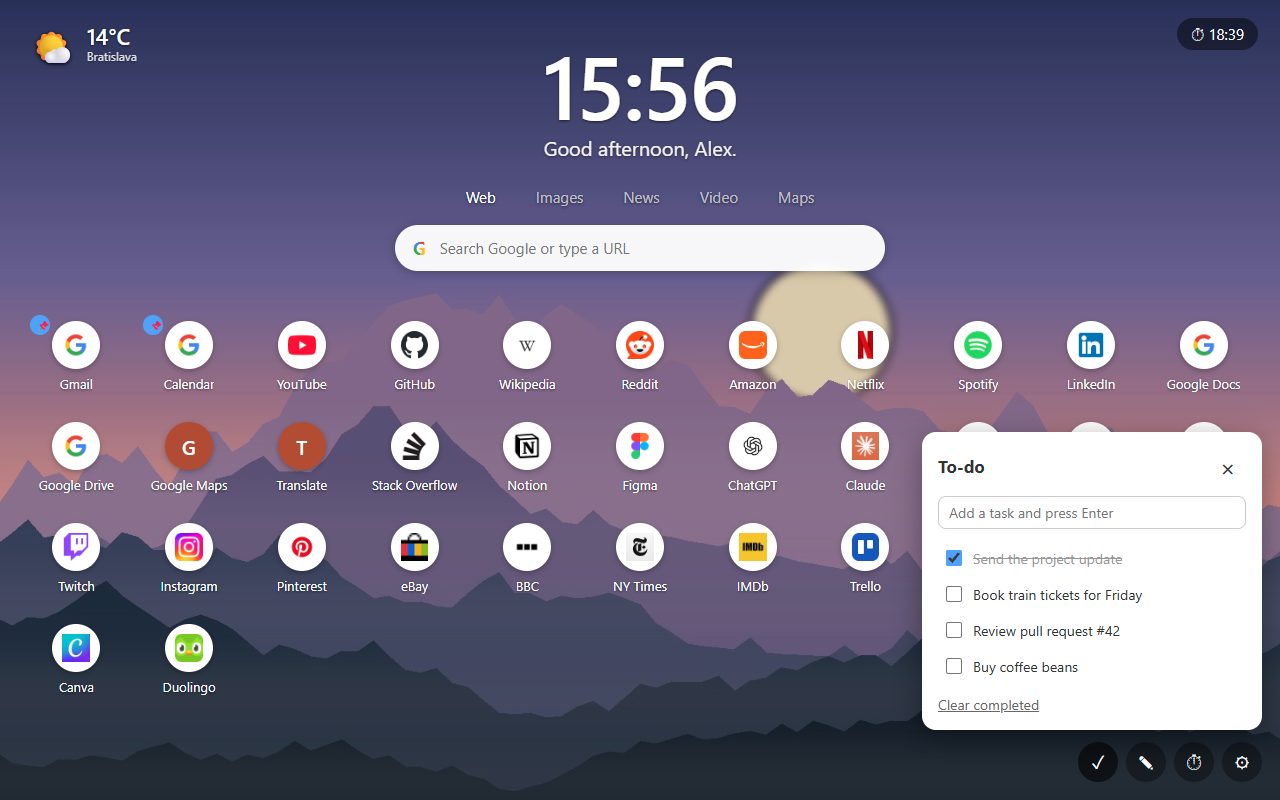 14°C
Bratislava
18:39
15:56
Good afternoon, Alex.
Web Images News Video Maps
G Search Google or type a URL
G G W
Gmail Calendar YouTube GitHub Wikipedia Reddit Amazon Netflix Spotify LinkedIn Google Docs
G G T
Google Drive Google Maps Translate Stack Overflow Notion Figma ChatGPT Claude
IMDb
Twitch Instagram Pinterest eBay BBC NY Times IMDb Trello
Canva Duolingo
To-do
Add a task and press Enter
Send the project update
Book train tickets for Friday
Review pull request #42
Buy coffee beans
Clear completed